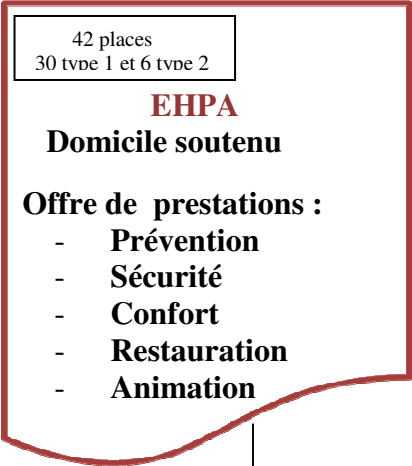 42 places
30 type 1 et 6 type 2
EHPA
Domicile soutenu
Offre de prestations :
- Prévention
- Sécurité
- Confort
- Restauration
- Animation